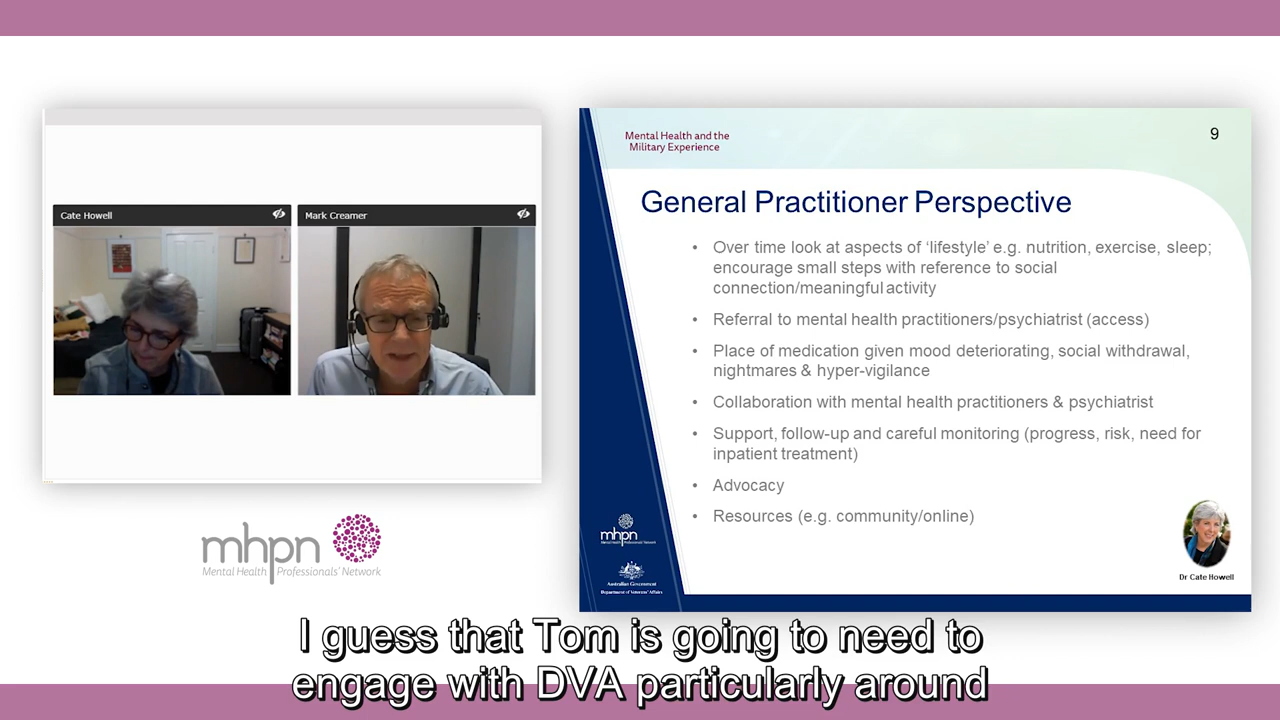 Cate Howell
Mark Creamer
mhpn
Mental Health Professionals' Network
Mental Health and the
Military Experience
9
General Practitioner Perspective
• Over time look at aspects of ‘lifestyle’ e.g. nutrition, exercise, sleep;
encourage small steps with reference to social
connection/meaningful activity
• Referral to mental health practitioners/psychiatrist (access)
• Place of medication given mood deteriorating, social withdrawal,
nightmares & hyper-vigilance
• Collaboration with mental health practitioners & psychiatrist
• Support, follow-up and careful monitoring (progress, risk, need for
inpatient treatment)
• Advocacy
• Resources (e.g. community/online)
mhpn
Mental Health Professionals' Network
Australian Government
Department of Veterans' Affairs
Dr Cate Howell
I guess that Tom is going to need to
engage with DVA particularly around